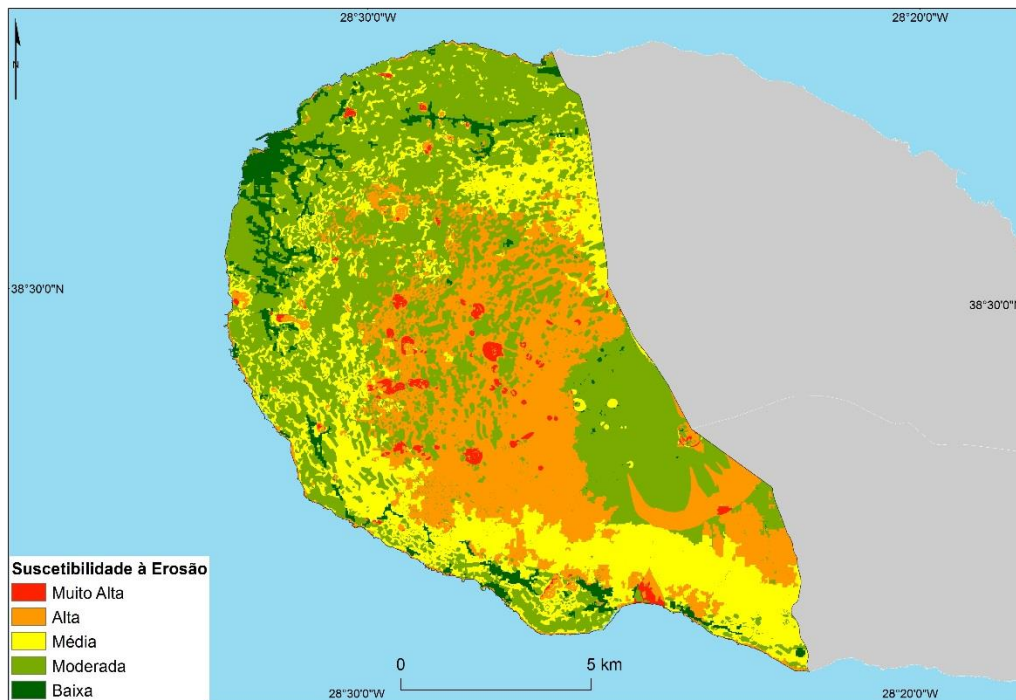 28°30'0"W
28°20'0"W
N
38°30'0"N
38°30'0"N
Suscetibilidade à Erosão
Muito Alta
Alta
Média
Moderada
Baixa
0
5 km
28°30'0"W
28°20'0"W